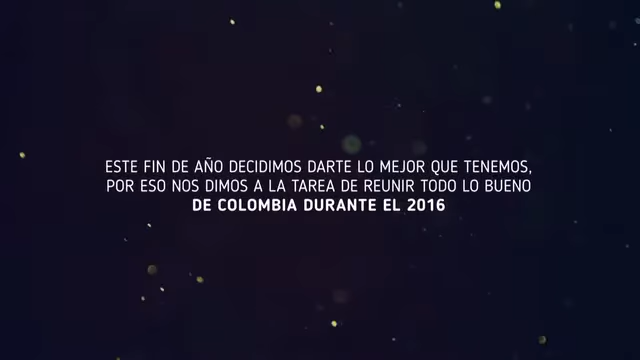 ESTE FIN DE AÑO DECIDIMOS DARTE LO MEJOR QUE TENEMOS,
POR ESO NOS DIMOS A LA TAREA DE REUNIR TODO LO BUENO
DE COLOMBIA DURANTE EL 2016